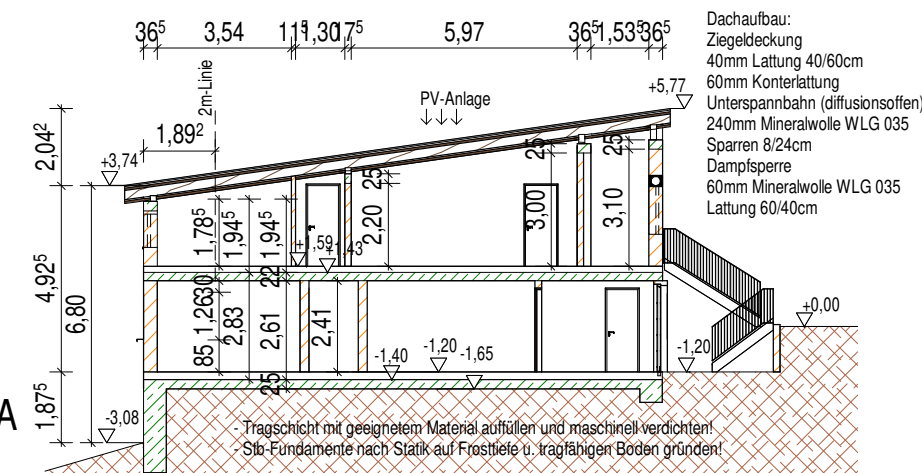 36⁵ 3,54 11⁵ 1,30 17⁵ 5,97 36⁵ 1,53⁵ 36⁵
Dachaufbau:
Ziegeldeckung
40mm Lattung 40/60cm
60mm Konterlattung
Unterspannbahn (diffusionsoffen)
240mm Mineralwolle WLG 035
Sparren 8/24cm
Dampfsperre
60mm Mineralwolle WLG 035
Lattung 60/40cm
2m-Linie
PV-Anlage
+5,77
2,04²
1,89²
+3,74
25
25
25
1,78⁵
1,94⁵
1,94⁵
2,20
3,00
3,10
+1,59
+1,43
4,92⁵
6,80
30
22
1,26
2,83
2,61
2,41
85
25
+0,00
-1,20
-1,40
-1,20
-1,65
1,87⁵
A
-3,08
- Tragschicht mit geeignetem Material auffüllen und maschinell verdichten!
- Stb-Fundamente nach Statik auf Frosttiefe u. tragfähigen Boden gründen!